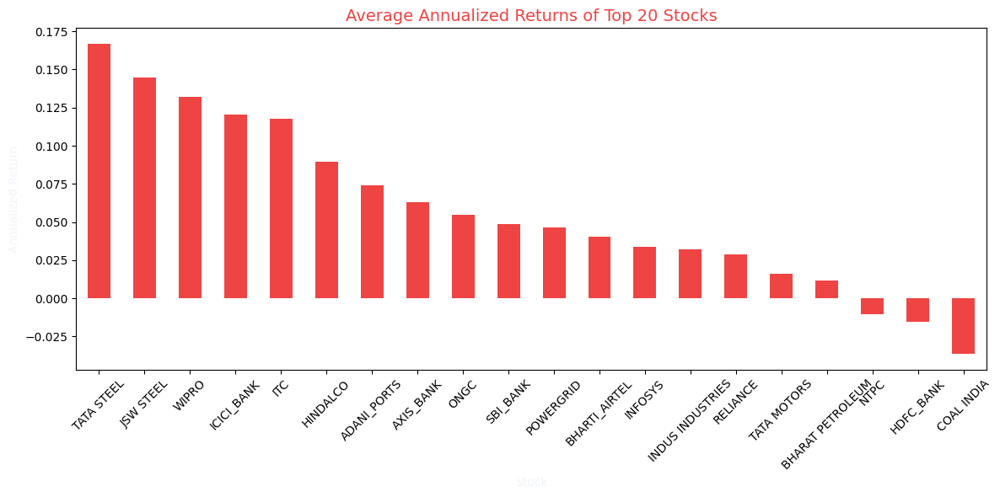 Average Annualized Returns of Top 20 Stocks
Annualized Return
0.175
0.150
0.125
0.100
0.075
0.050
0.025
0.000
−0.025
TATA STEEL
JSW STEEL
WIPRO
ICICI_BANK
ITC
HINDALCO
ADANI_PORTS
AXIS_BANK
ONGC
SBI_BANK
POWERGRID
BHARTI_AIRTEL
INFOSYS
INDUS INDUSTRIES
RELIANCE
TATA MOTORS
BHARAT PETROLEUM
NTPC
HDFC_BANK
COAL INDIA
Stock